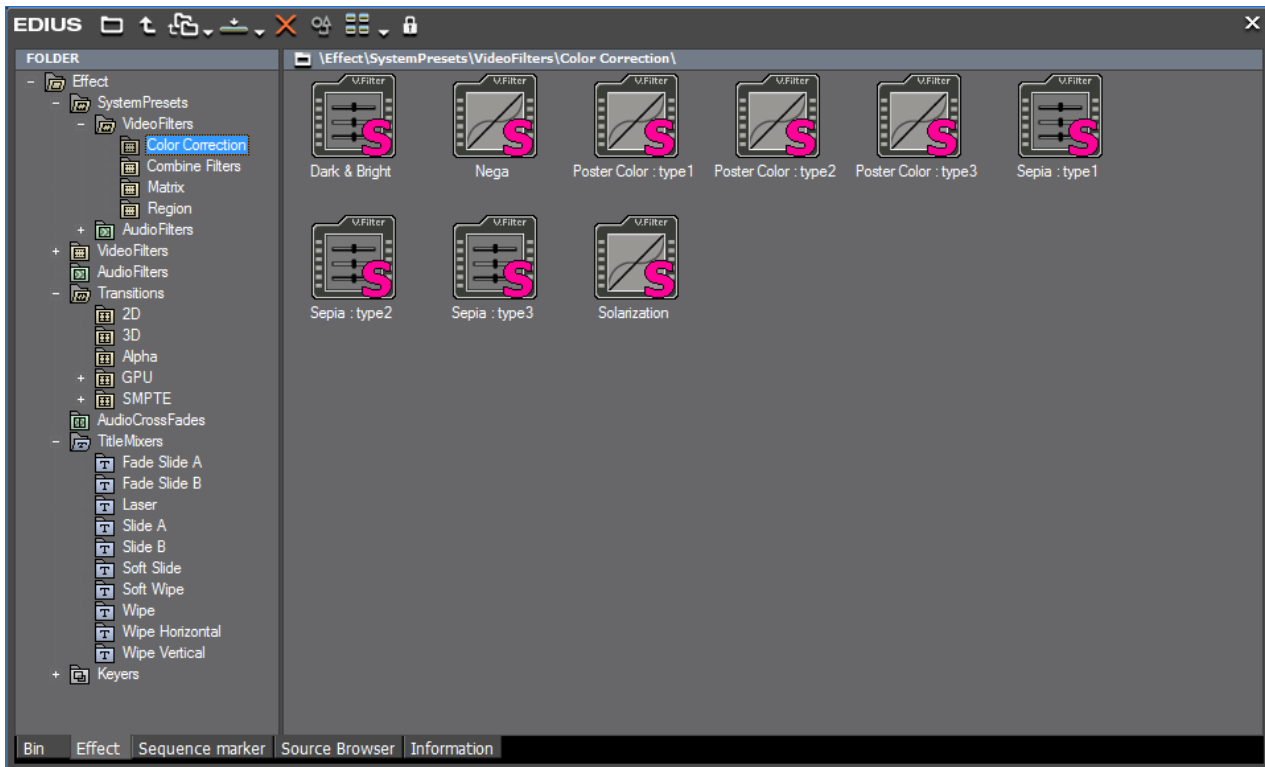 EDIUS
FOLDER
\Effect\SystemPresets\VideoFilters\Color Correction\
Effect
SystemPresets
VideoFilters
Color Correction
Combine Filters
Matrix
Region
AudioFilters
VideoFilters
AudioFilters
Transitions
2D
3D
Alpha
GPU
SMPTE
AudioCrossFades
TitleMixers
Fade Slide A
Fade Slide B
Laser
Slide A
Slide B
Soft Slide
Soft Wipe
Wipe
Wipe Horizontal
Wipe Vertical
Keyers
V.Filter V.Filter V.Filter V.Filter V.Filter V.Filter
S S S S S S
Dark & Bright Nega Poster Color : type1 Poster Color : type2 Poster Color : type3 Sepia : type1
V.Filter V.Filter V.Filter
S S S
Sepia : type2 Sepia : type3 Solarization
Bin Effect Sequence marker Source Browser Information